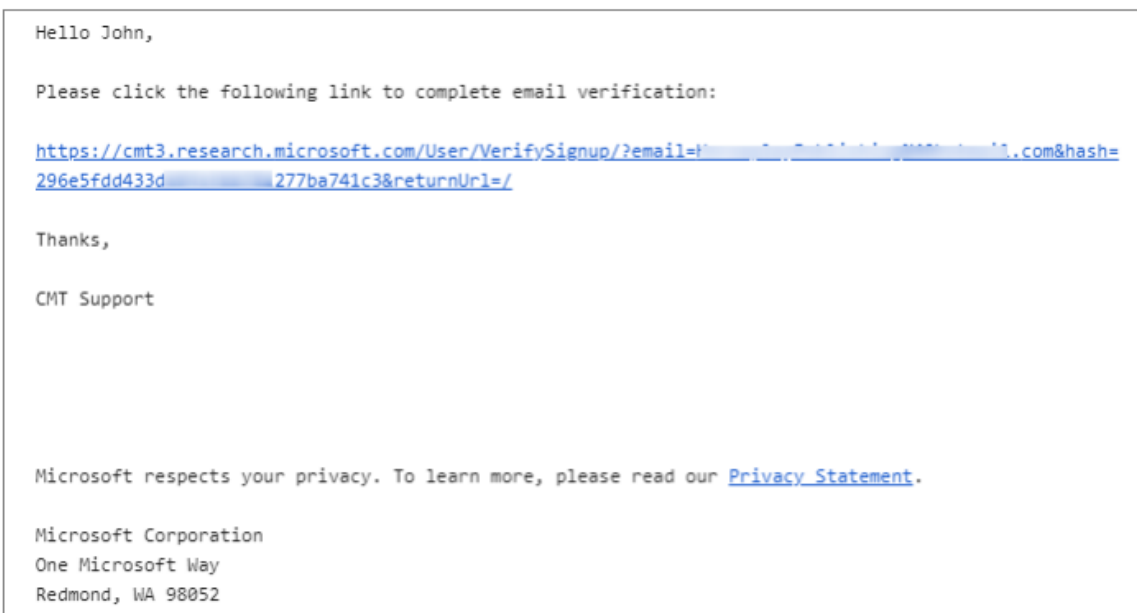 Hello John,
Please click the following link to complete email verification:
https://cmt3.research.microsoft.com/User/VerifySignup/?email= .com&hash=
296e5fdd433d 277ba741c3&returnUrl=/
Thanks,
CMT Support
Microsoft respects your privacy. To learn more, please read our Privacy Statement.
Microsoft Corporation
One Microsoft Way
Redmond, WA 98052